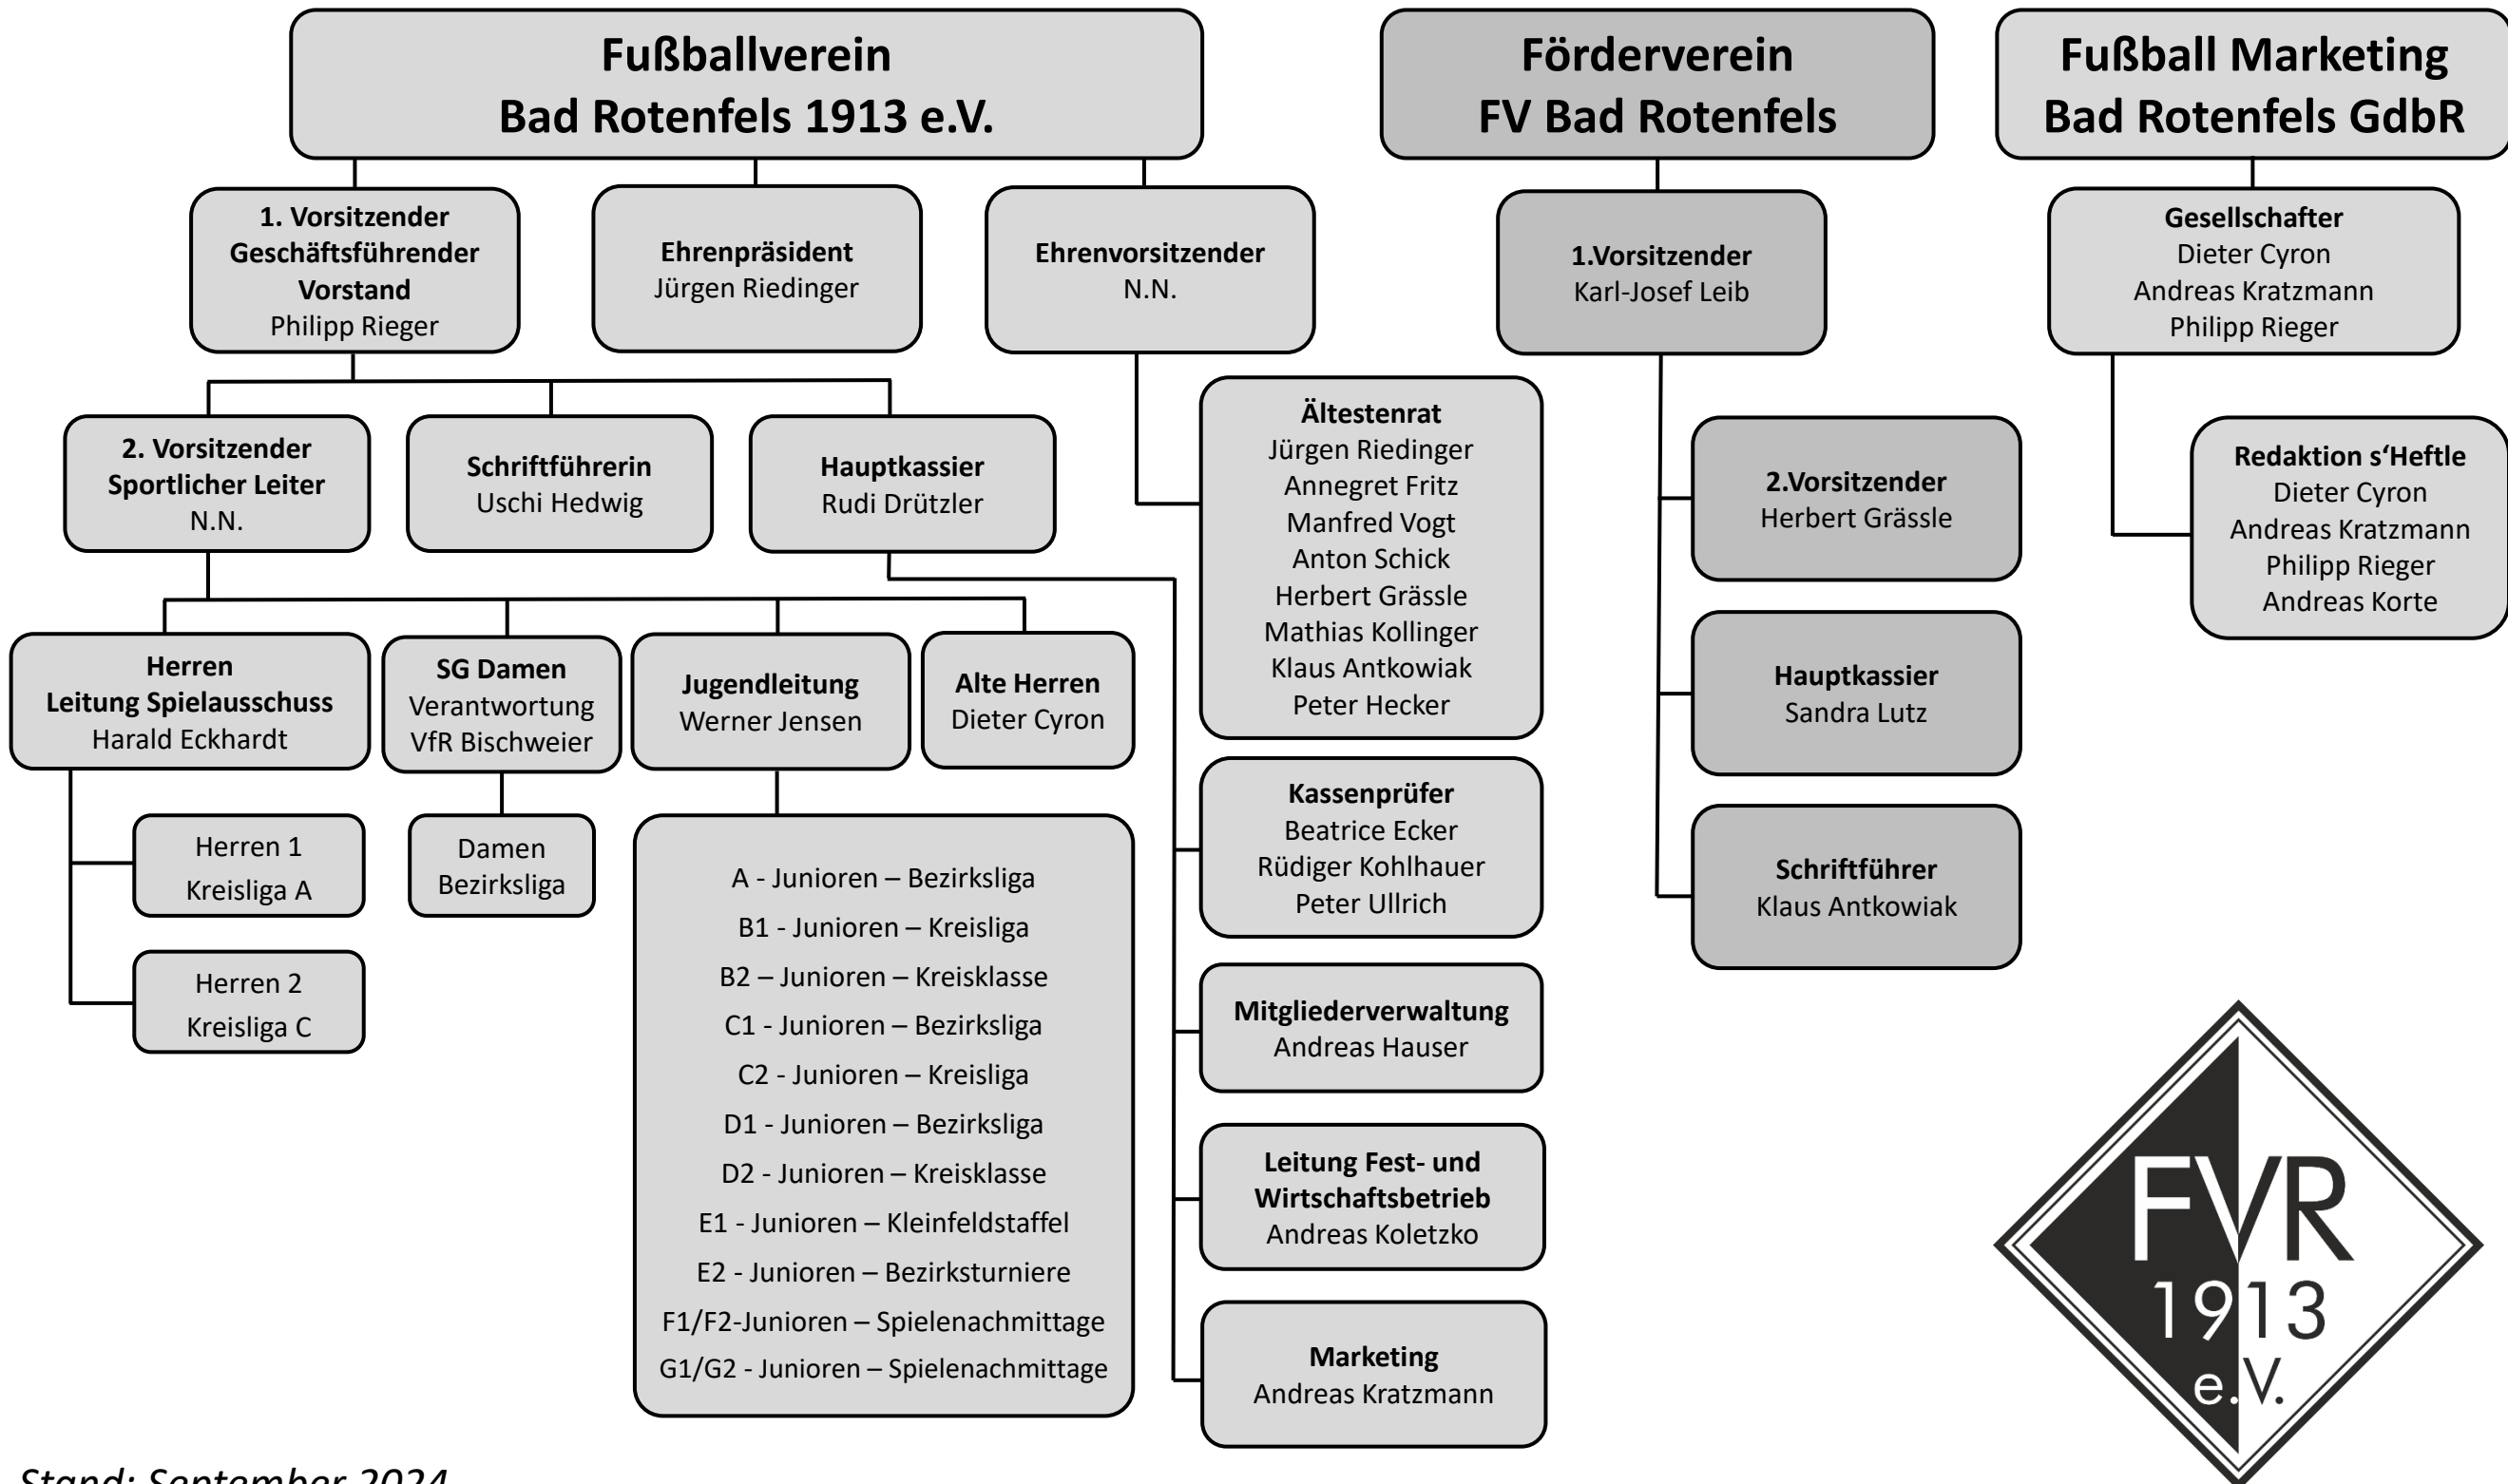 Fußballverein
Bad Rotenfels 1913 e.V.
Förderverein
FV Bad Rotenfels
Fußball Marketing
Bad Rotenfels GdbR
1. Vorsitzender
Geschäftsführender
Vorstand
Philipp Rieger
Ehrenpräsident
Jürgen Riedinger
Ehrenvorsitzender
N.N.
1.Vorsitzender
Karl-Josef Leib
Gesellschafter
Dieter Cyron
Andreas Kratzmann
Philipp Rieger
2. Vorsitzender
Sportlicher Leiter
N.N.
Schriftführerin
Uschi Hedwig
Hauptkassier
Rudi Drützler
Ältestenrat
Jürgen Riedinger
Annegret Fritz
Manfred Vogt
Anton Schick
Herbert Grässle
Mathias Kollinger
Klaus Antkowiak
Peter Hecker
2.Vorsitzender
Herbert Grässle
Redaktion s‘Heftle
Dieter Cyron
Andreas Kratzmann
Philipp Rieger
Andreas Korte
Herren
Leitung Spielausschuss
Harald Eckhardt
SG Damen
Verantwortung
VfR Bischweier
Jugendleitung
Werner Jensen
Alte Herren
Dieter Cyron
Hauptkassier
Sandra Lutz
Herren 1
Kreisliga A
Herren 2
Kreisliga C
Damen
Bezirksliga
A - Junioren – Bezirksliga
B1 - Junioren – Kreisliga
B2 – Junioren – Kreisklasse
C1 - Junioren – Bezirksliga
C2 - Junioren – Kreisliga
D1 - Junioren – Bezirksliga
D2 - Junioren – Kreisklasse
E1 - Junioren – Kleinfeldstaffel
E2 - Junioren – Bezirksturniere
F1/F2-Junioren – Spielenachmittage
G1/G2 - Junioren – Spielenachmittage
Kassenprüfer
Beatrice Ecker
Rüdiger Kohlhauer
Peter Ullrich
Schriftführer
Klaus Antkowiak
Mitgliederverwaltung
Andreas Hauser
Leitung Fest- und
Wirtschaftsbetrieb
Andreas Koletzko
Marketing
Andreas Kratzmann
FVR
1913
e.V.
Stand: September 2024